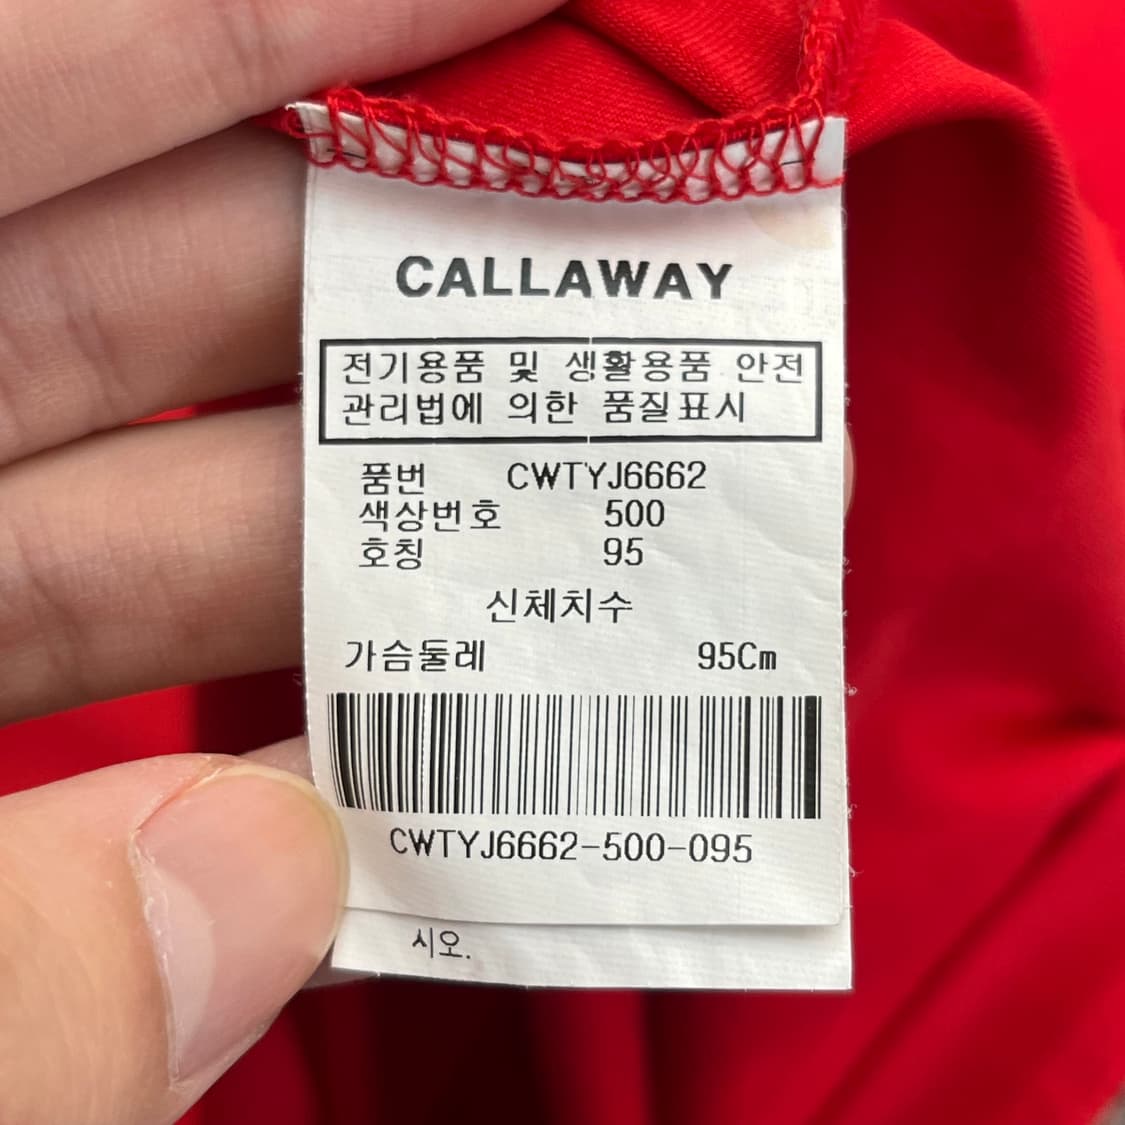 CALLAWAY
전기용품 및 생활용품 안전
관리법에 의한 품질표시
품번 CWTYJ6662
색상번호 500
호칭 95
신체치수
가슴둘레 95Cm
CWTYJ6662-500-095
시오.